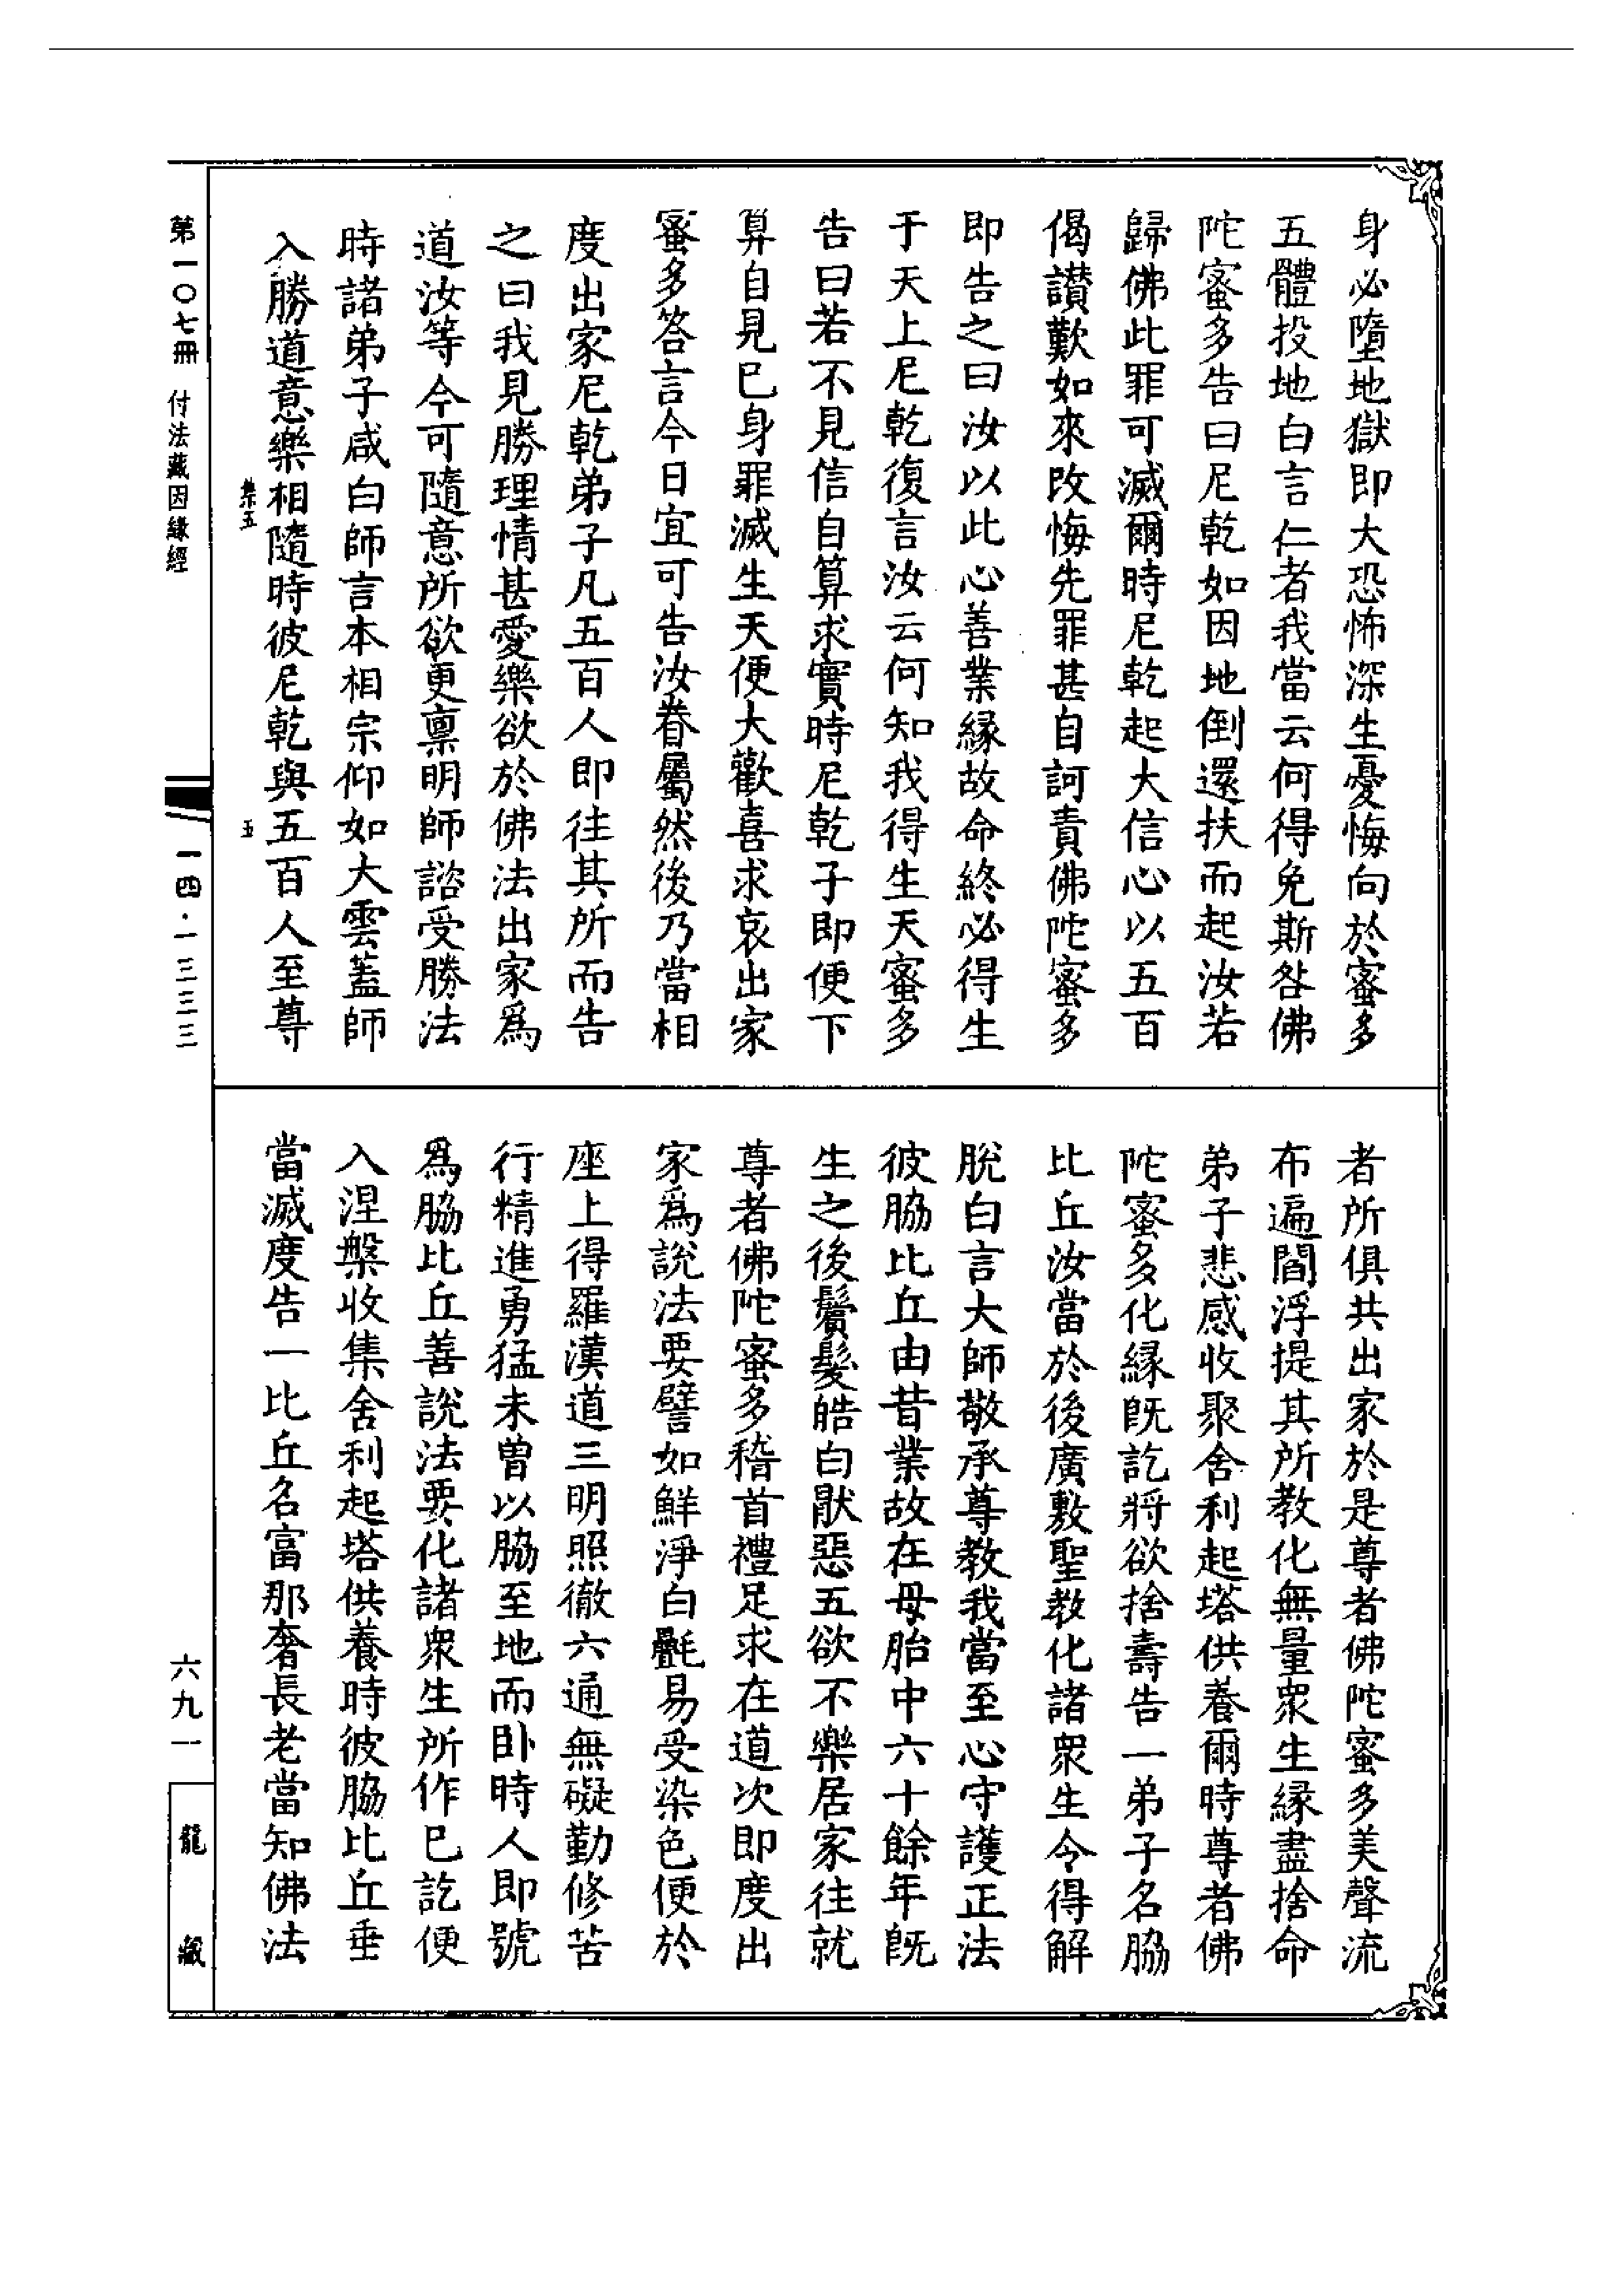 身必墮地獄即大恐怖深生憂悔向於蜜多
五體投地白言仁者我當云何得免斯咎佛
陀蜜多告曰尼乾如因地倒還扶而起汝若
歸佛此罪可滅爾時尼乾起大信心以五百
偈讃歎如來改悔先罪甚自訶責佛陀蜜多
即告之曰汝以此心善業緣故命終必得生
于天上尼乾復言汝云何知我得生天蜜多
告曰若不見信自算求實時尼乾子即便下
算自見巳身罪滅生天便大歡喜求哀出家
蜜多答言今日宜可告汝眷屬然後乃當相
度出家尼乾弟子凡五百人即往其所而告
之曰我見勝理情甚愛樂欲於佛法出家爲
道汝等今可隨意所欲更稟明師諮受勝法
時諸弟子咸白師言本相宗仰如大雲蓋師
入勝道意樂相隨時彼尼乾與五百人至尊
者所俱共出家於是尊者佛陀蜜多美聲流
布遍閻浮提其所教化無量衆生緣盡捨命
弟子悲感收聚舍利起塔供養爾時尊者佛
陀蜜多化緣既訖將欲捨壽告一弟子名脇
比丘汝當於後廣敷聖教化諸衆生令得解
脫白言大師敬承尊教我當至心守護正法
彼脇比丘由昔業故在母胎中六十餘年既
生之後鬢髮皓白厭惡五欲不樂居家往就
尊者佛陀蜜多稽首禮足求在道次即度出
家爲說法要譬如鮮淨白㲲易受染色便於
座上得羅漢道三明照徹六通無礙勤修苦
行精進勇猛未曾以脇至地而臥時人即號
爲脇比丘善說法要化諸衆生所作巳訖便
入涅槃收集舍利起塔供養時彼脇比丘垂
當滅度告一比丘名富那奢長老當知佛法
集五
五
第一〇七冊 付法藏因緣經
一四·一三三三
六九一
龍藏